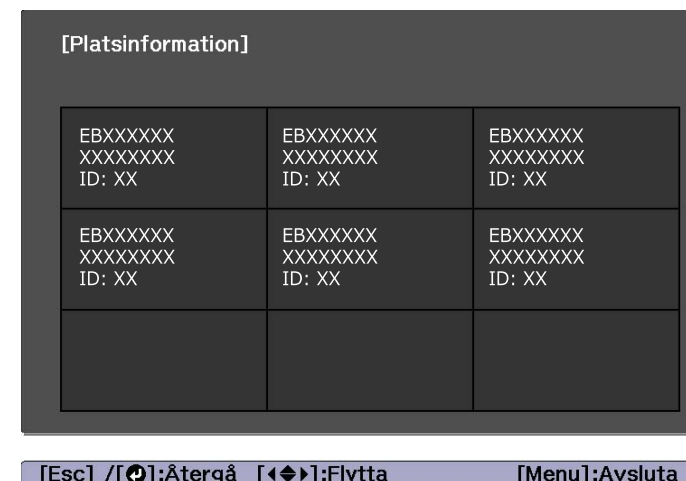 [Platsinformation]
EBXXXXXX EBXXXXXX EBXXXXXX
XXXXXXXX XXXXXXXX XXXXXXXX
ID: XX ID: XX ID: XX
EBXXXXXX EBXXXXXX EBXXXXXX
XXXXXXXX XXXXXXXX XXXXXXXX
ID: XX ID: XX ID: XX
[Esc] /[⏎]:Återgå [◂◆▸]:Flytta [Menu]:Avsluta